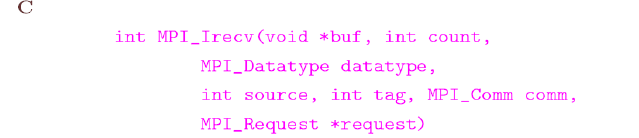 C
int MPI_Irecv(void *buf, int count,
MPI_Datatype datatype,
int source, int tag, MPI_Comm comm,
MPI_Request *request)